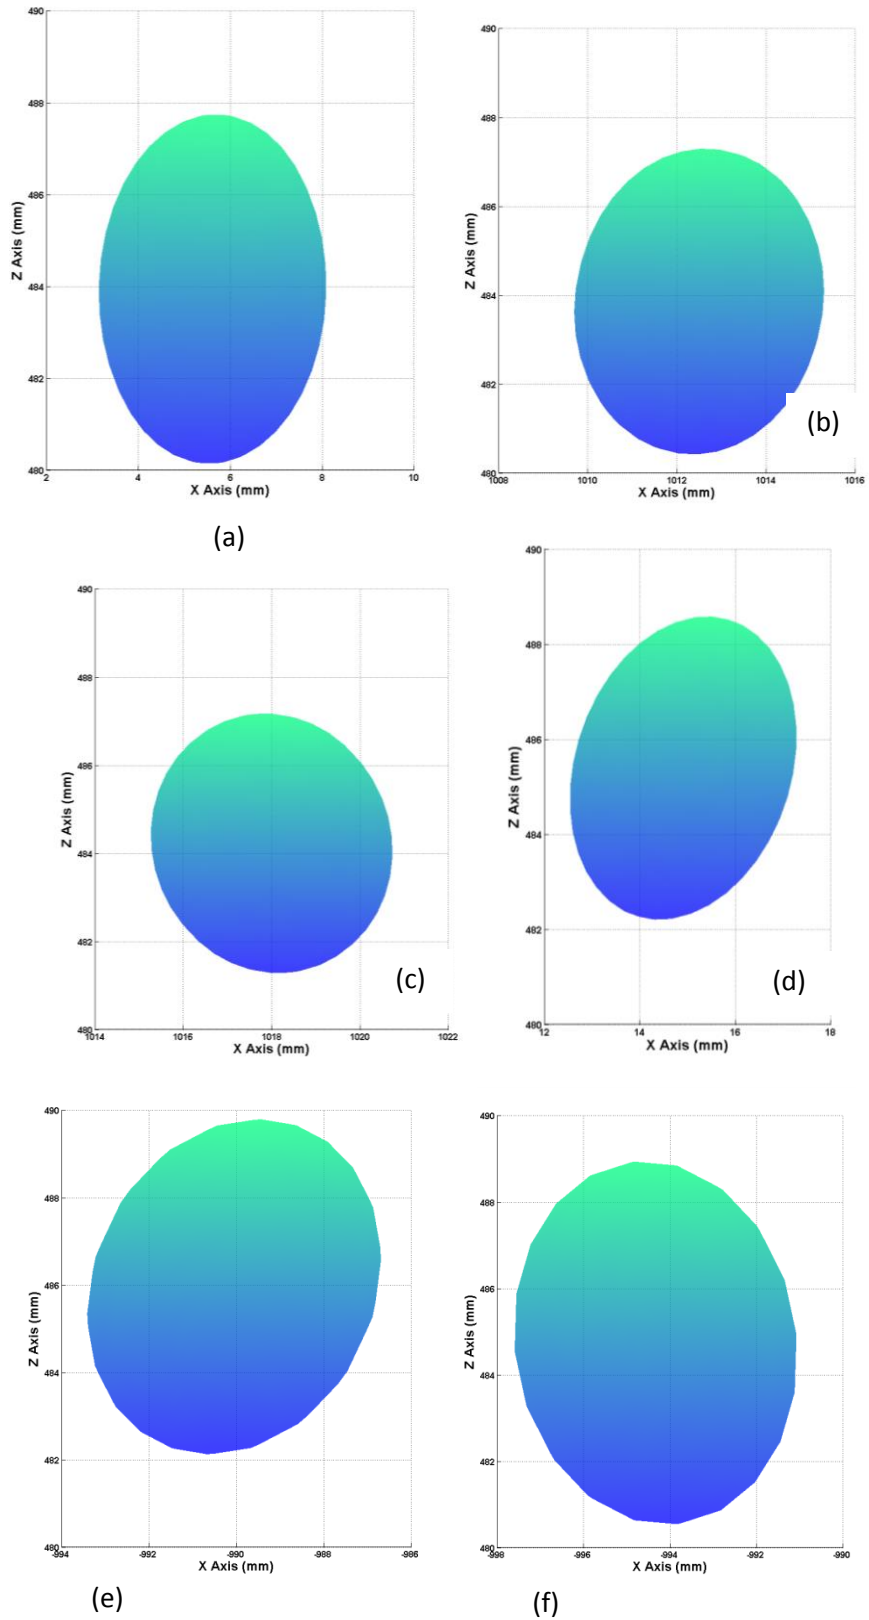 490
488
486
484
482
480
Z Axis (mm)
2 4 6 8 10
X Axis (mm)
(a)
490
488
486
484
482
480
Z Axis (mm)
1008 1010 1012 1014 1016
X Axis (mm)
(b)
490
488
486
484
482
480
Z Axis (mm)
1014 1016 1018 1020 1022
X Axis (mm)
(c)
490
488
486
484
482
480
Z Axis (mm)
12 14 16 18
X Axis (mm)
(d)
490
488
486
484
482
480
Z Axis (mm)
-994 -992 -990 -988 -986
X Axis (mm)
(e)
490
488
486
484
482
480
Z Axis (mm)
-998 -996 -994 -992 -990
X Axis (mm)
(f)